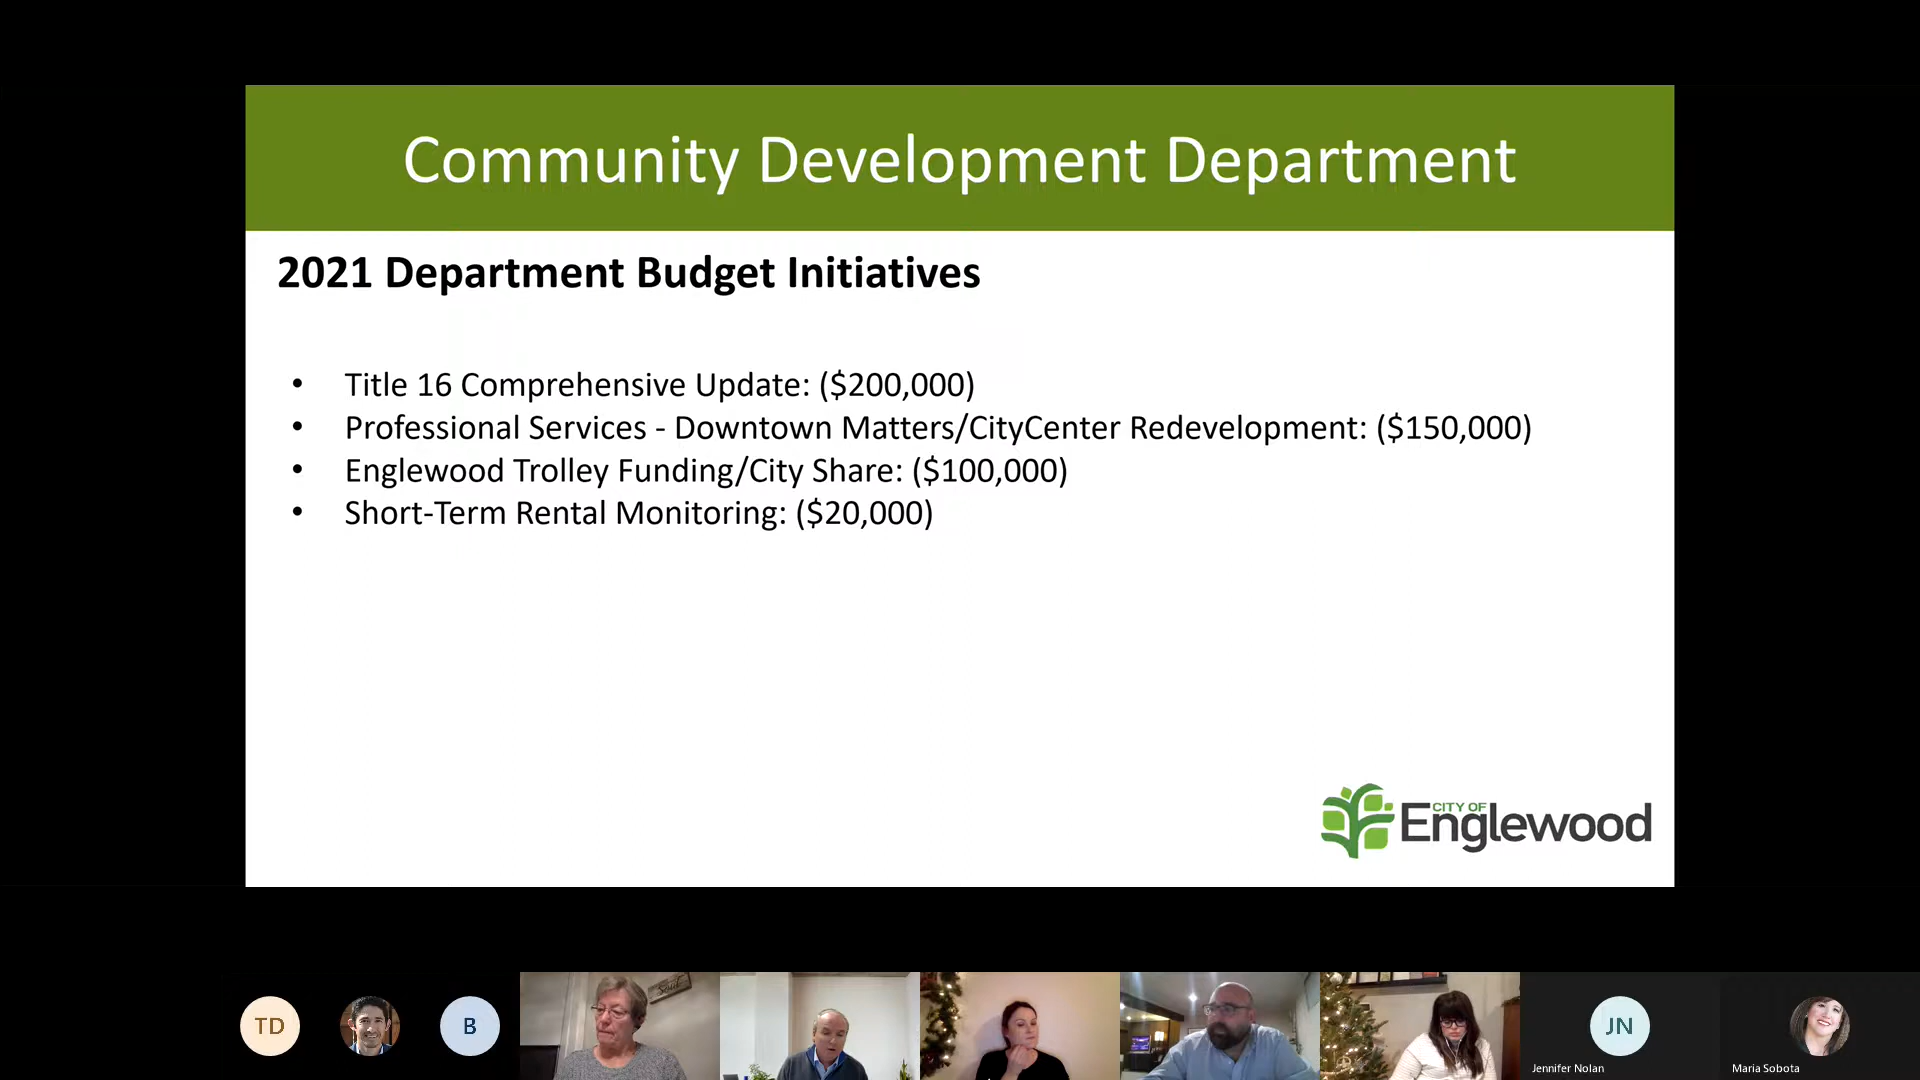 Community Development Department
2021 Department Budget Initiatives
• Title 16 Comprehensive Update: ($200,000)
• Professional Services - Downtown Matters/CityCenter Redevelopment: ($150,000)
• Englewood Trolley Funding/City Share: ($100,000)
• Short-Term Rental Monitoring: ($20,000)
CITY OF
Englewood
TD
B
Soul
JN
Jennifer Nolan
Maria Sobota